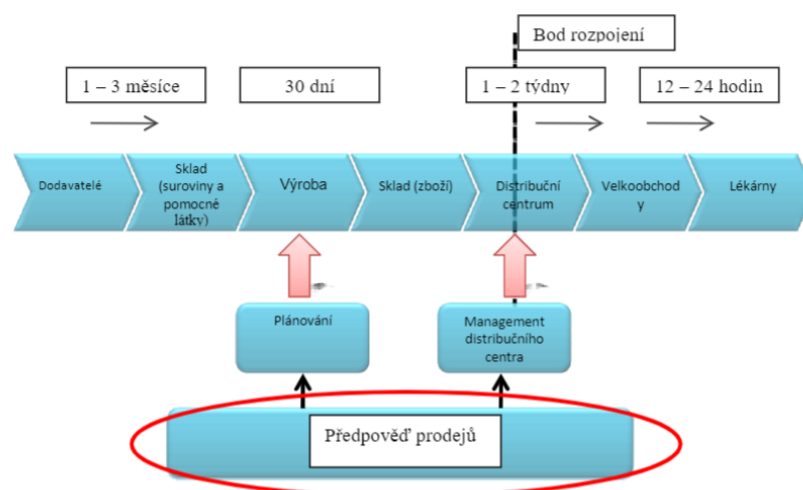 Bod rozpojení
1 – 3 měsíce
30 dní
1 – 2 týdny
12 – 24 hodin
Dodavatelé
Sklad
(suroviny a
pomocné
látky)
Výroba
Sklad (zboží)
Distribuční
centrum
Velkoobchod
y
Lékárny
Plánování
Management
distribučního
centra
Předpověď prodejů